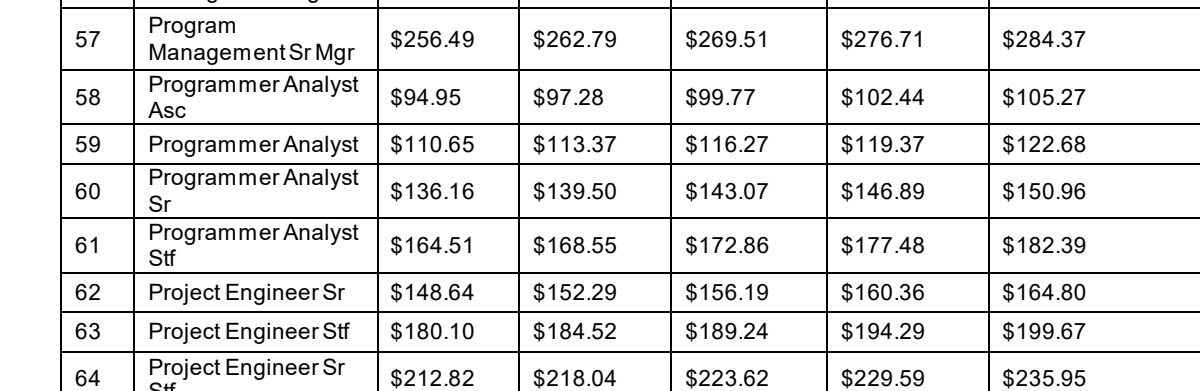 57 Program Management Sr Mgr $256.49 $262.79 $269.51 $276.71 $284.37
58 Programmer Analyst Asc $94.95 $97.28 $99.77 $102.44 $105.27
59 Programmer Analyst $110.65 $113.37 $116.27 $119.37 $122.68
60 Programmer Analyst Sr $136.16 $139.50 $143.07 $146.89 $150.96
61 Programmer Analyst Stf $164.51 $168.55 $172.86 $177.48 $182.39
62 Project Engineer Sr $148.64 $152.29 $156.19 $160.36 $164.80
63 Project Engineer Stf $180.10 $184.52 $189.24 $194.29 $199.67
64 Project Engineer Sr Stf $212.82 $218.04 $223.62 $229.59 $235.95